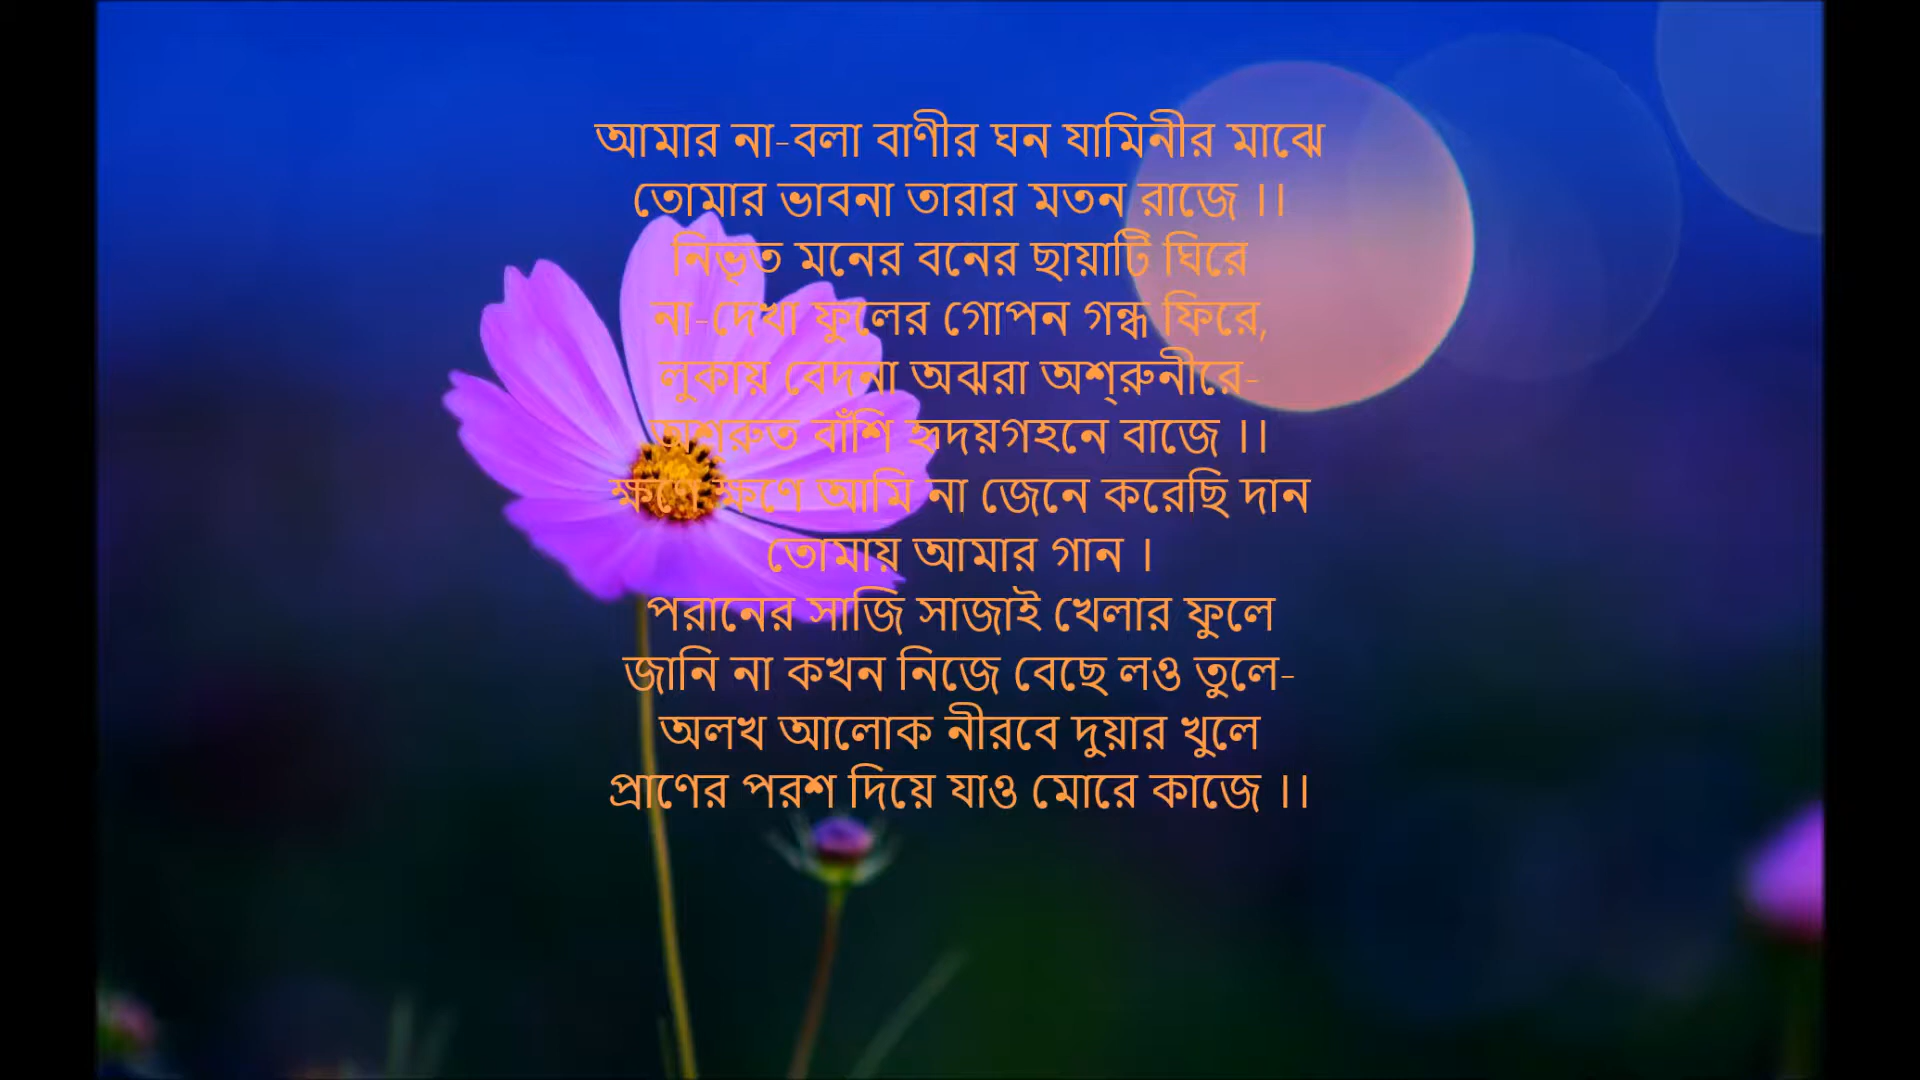 আমার না-বলা বাণীর ঘন যামিনীর মাঝে
তোমার ভাবনা তারার মতন রাজে ।।
নিভৃত মনের বনের ছায়াটি ঘিরে
না-দেখা ফুলের গোপন গন্ধ ফিরে,
লুকায় বেদনা অঝরা অশ্রুনীরে-
অশ্রুত বাঁশি হৃদয়গহনে বাজে ।।
ক্ষণে ক্ষণে আমি না জেনে করেছি দান
তোমায় আমার গান ।
পরানের সাজি সাজাই খেলার ফুলে
জানি না কখন নিজে বেছে লও তুলে-
অলখ আলোক নীরবে দুয়ার খুলে
প্রাণের পরশ দিয়ে যাও মোরে কাজে ।।